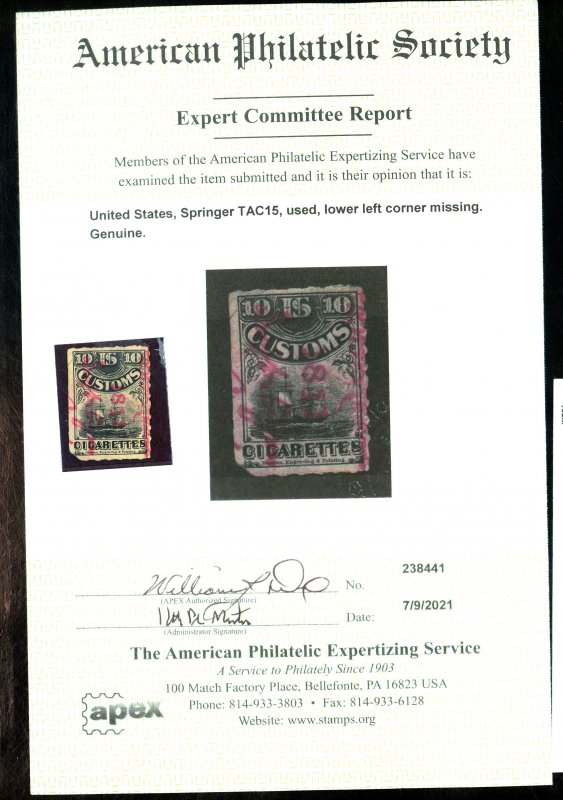 American Philatelic Society
Expert Committee Report
Members of the American Philatelic Expertizing Service have
examined the item submitted and it is their opinion that it is:
United States, Springer TAC15, used, lower left corner missing.
Genuine.
10 US 10
CUSTOMS
CIGARETTES
10 US 10
CUSTOMS
CIGARETTES
Engraving & Printing
(APEX Authorized Signature)
No. 238441
(Administrator Signature)
Date: 7/9/2021
The American Philatelic Expertizing Service
A Service to Philately Since 1903
100 Match Factory Place, Bellefonte, PA 16823 USA
Phone: 814-933-3803 • Fax: 814-933-6128
Website: www.stamps.org
apex